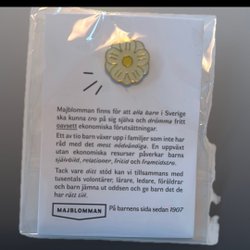 Majblomman finns för att alla barn i Sverige
ska kunna tro på sig själva och drömma fritt
oavsett ekonomiska förutsättningar.
Ett av tio barn växer upp i familjer som inte har
råd med det mest nödvändiga. En uppväxt
utan ekonomiska resurser påverkar barns
självbild, relationer, fritid och framtidstro.
Tack vare ditt stöd kan vi tillsammans med
tusentals volontärer, lärare, ledare, föräldrar
och barn jämna ut oddsen och ge barn det de
har rätt till.
MAJBLOMMAN På barnens sida sedan 1907